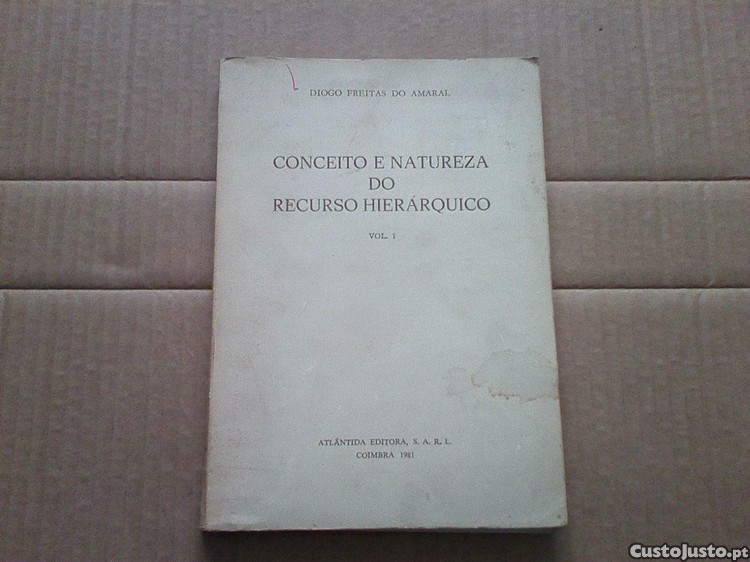 DIOGO FREITAS DO AMARAL
CONCEITO E NATUREZA
DO
RECURSO HIERÁRQUICO
VOL. I
ATLÂNTIDA EDITORA, S. A. R. L.
COIMBRA 1981
CustoJusto.pt